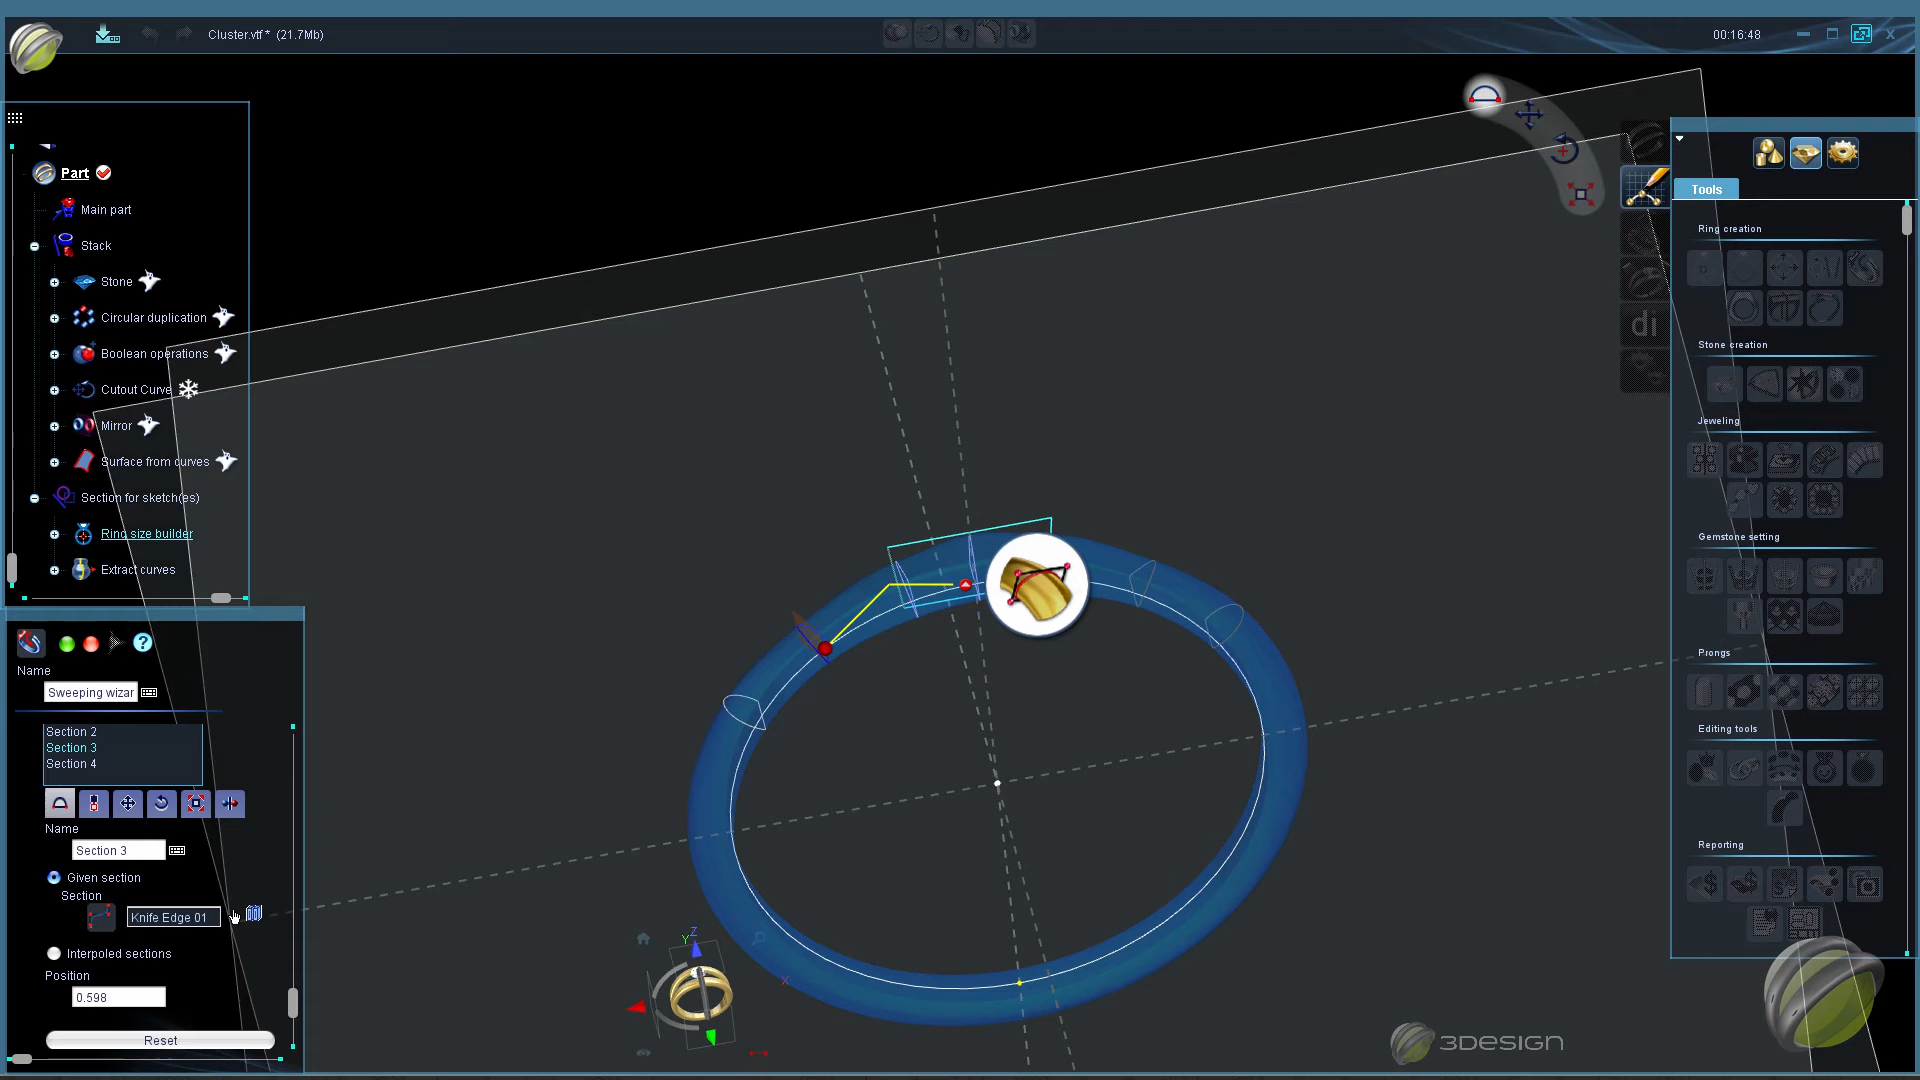 Cluster.vtf* (21.7Mb)
00:16:48
X
Part
Main part
Stack
Stone
Circular duplication
Boolean operations
Cutout Curve
Mirror
Surface from curves
Section for sketch(es)
Ring size builder
Extract curves
?
Name
Sweeping wizar
Section 2
Section 3
Section 4
Name
Section 3
Given section
Section
Knife Edge 01
Interpoled sections
Position
0.598
Reset
Y
Z
X
di
Tools
Ring creation
Stone creation
Jeweling
Gemstone setting
Prongs
Editing tools
Reporting
3DESIGN